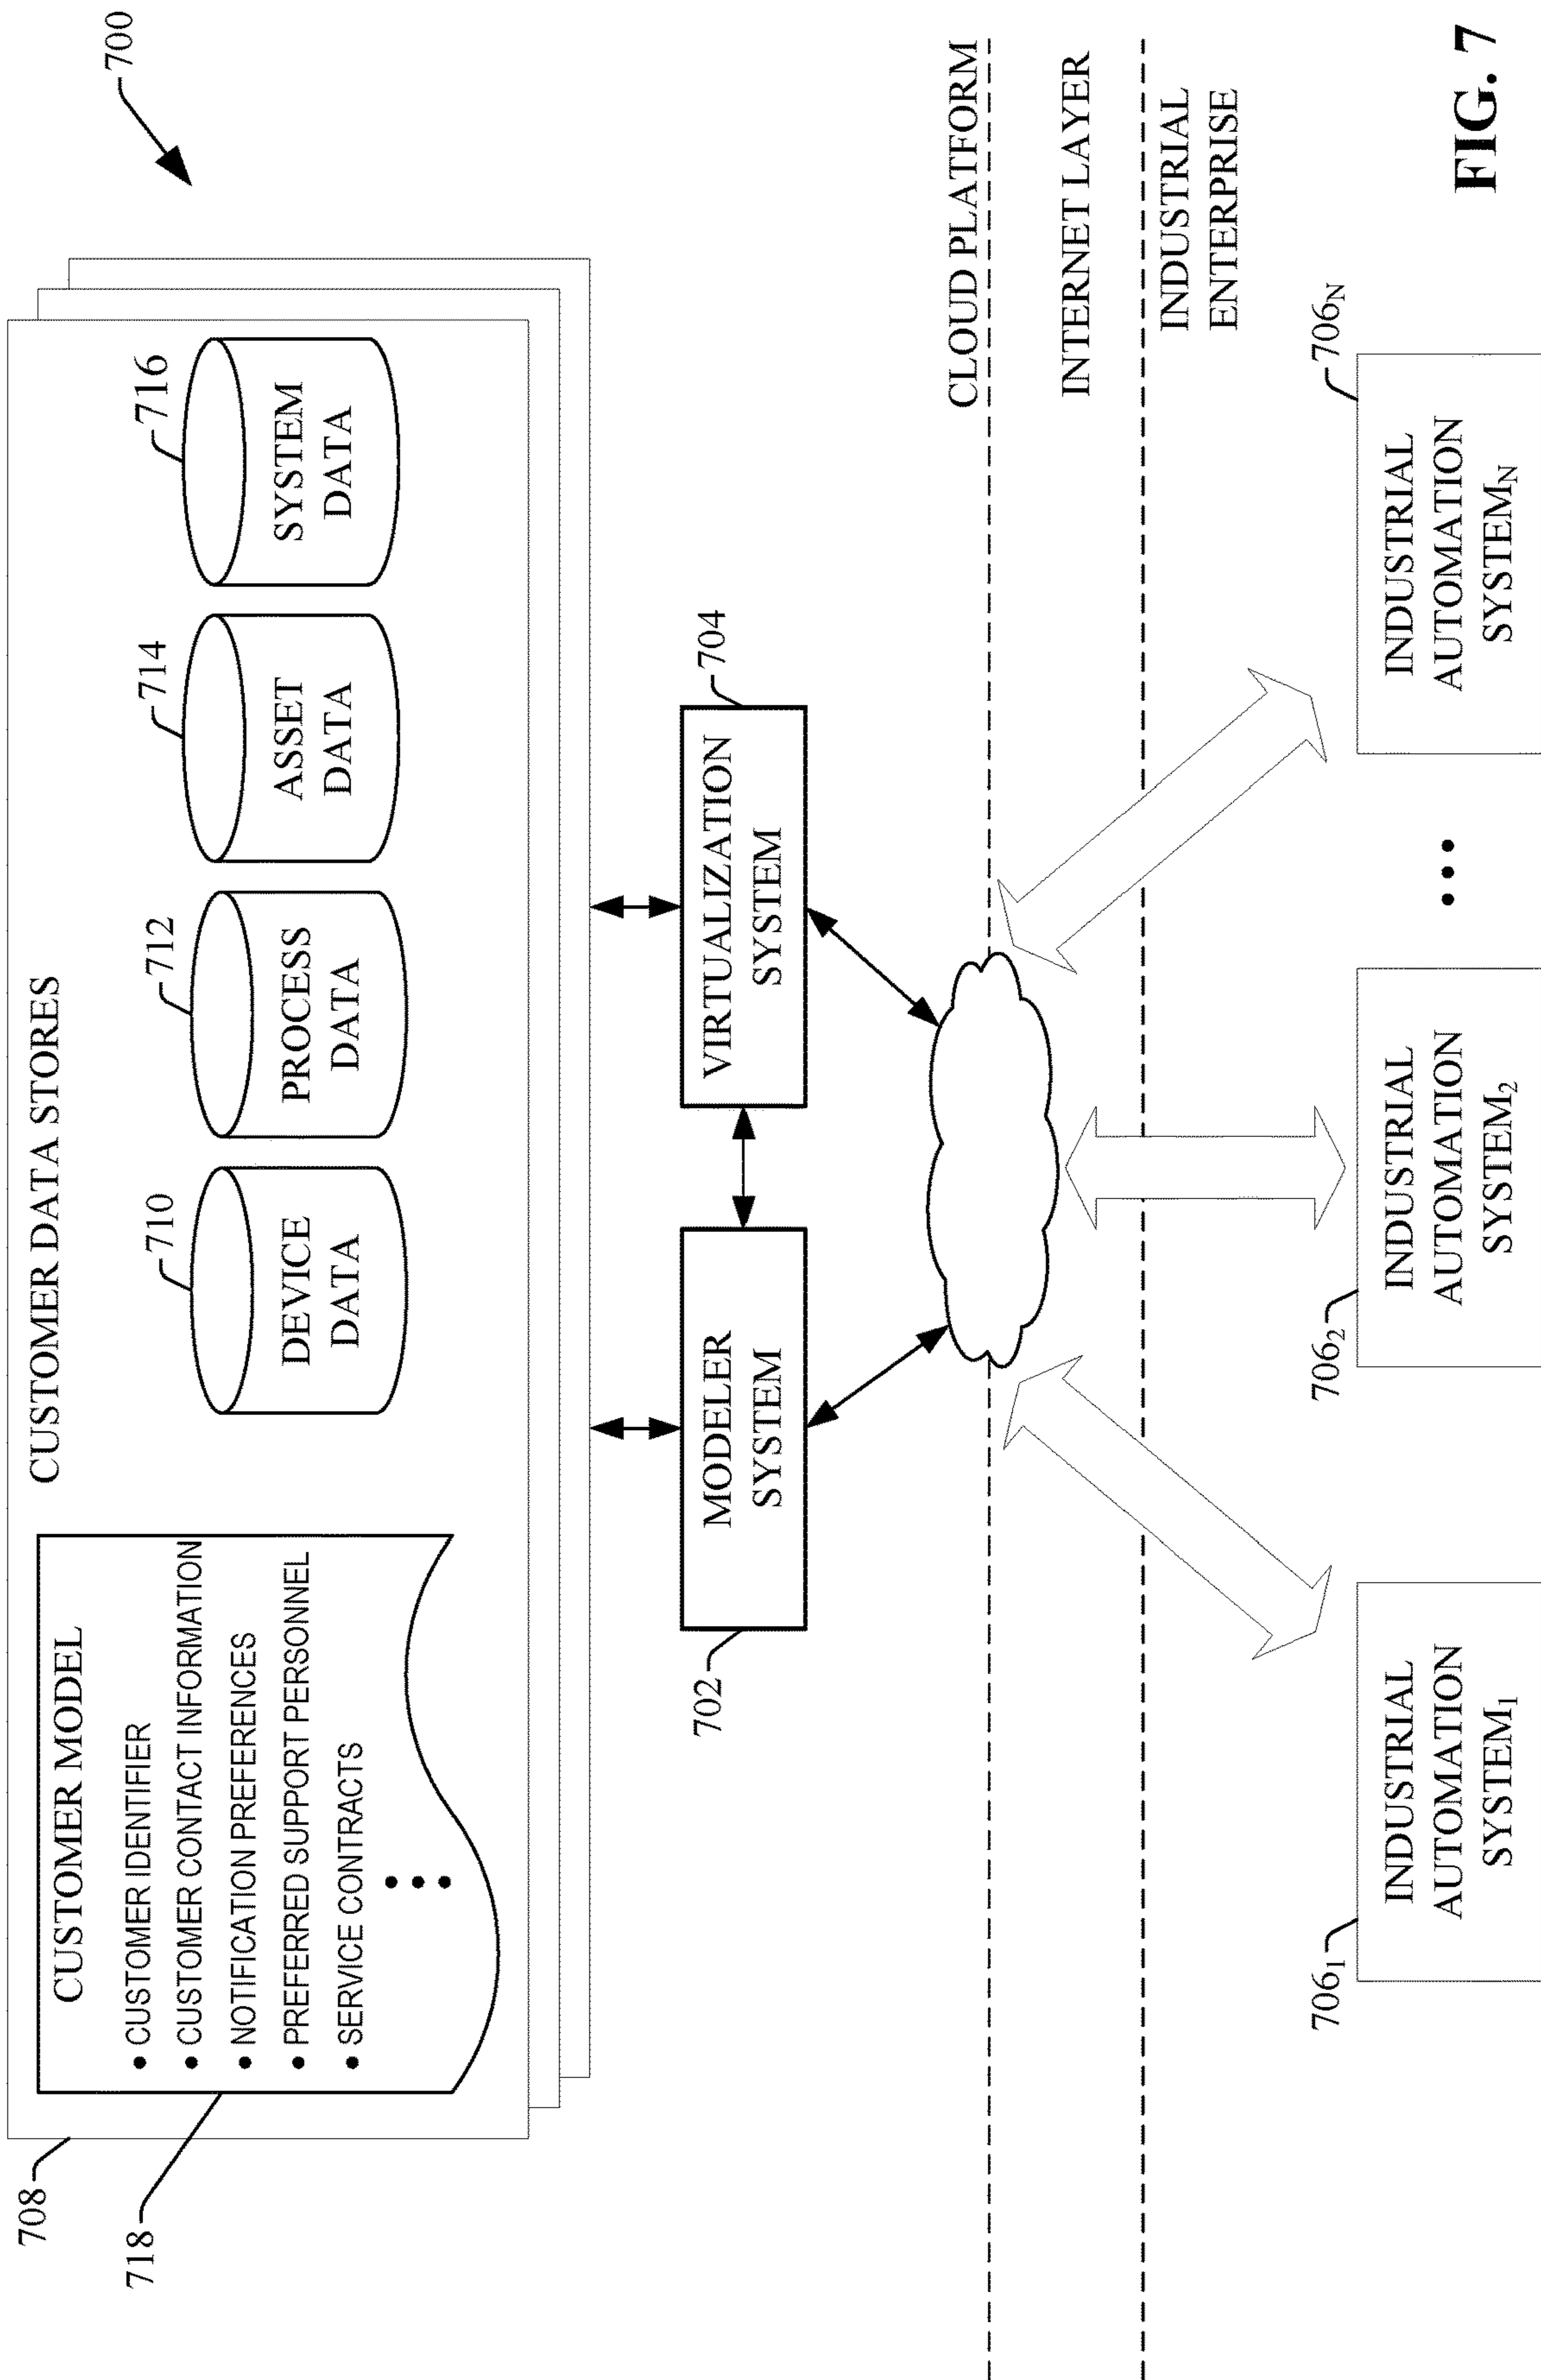 700
CUSTOMER DATA STORES
708
718
CUSTOMER MODEL
• CUSTOMER IDENTIFIER
• CUSTOMER CONTACT INFORMATION
• NOTIFICATION PREFERENCES
• PREFERRED SUPPORT PERSONNEL
• SERVICE CONTRACTS
710
DEVICE
DATA
712
PROCESS
DATA
714
ASSET
DATA
716
SYSTEM
DATA
702
MODELER
SYSTEM
704
VIRTUALIZATION
SYSTEM
CLOUD PLATFORM
INTERNET LAYER
INDUSTRIAL
ENTERPRISE
706₁
INDUSTRIAL
AUTOMATION
SYSTEM₁
706₂
INDUSTRIAL
AUTOMATION
SYSTEM₂
706_N
INDUSTRIAL
AUTOMATION
SYSTEM_N
FIG. 7